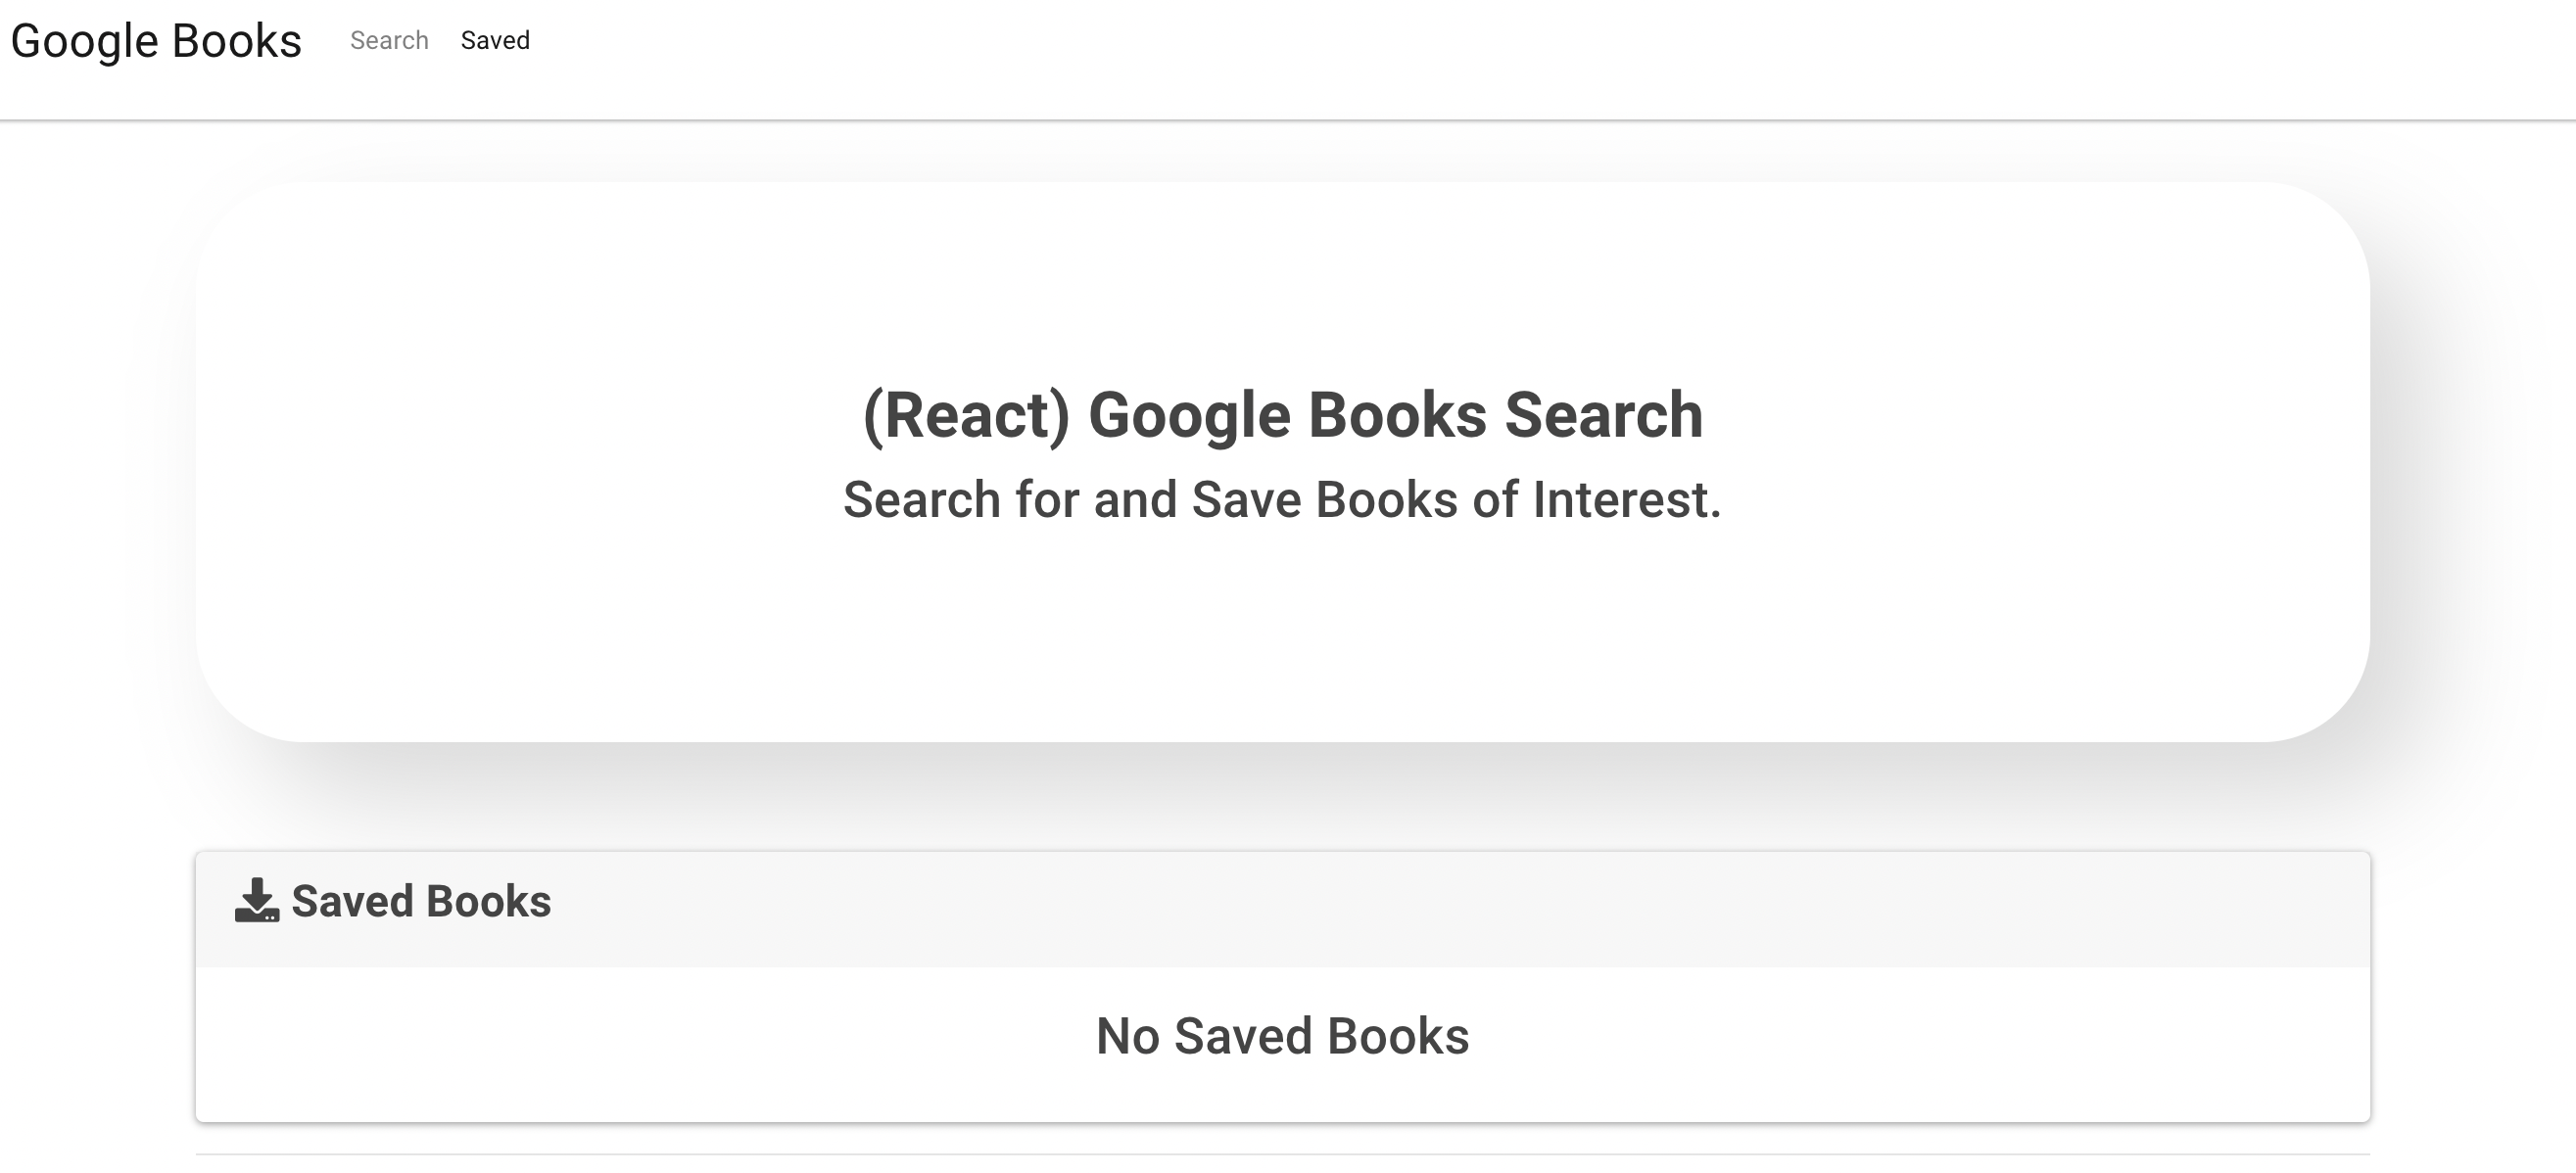 Google Books Search Saved
(React) Google Books Search
Search for and Save Books of Interest.
Saved Books
No Saved Books